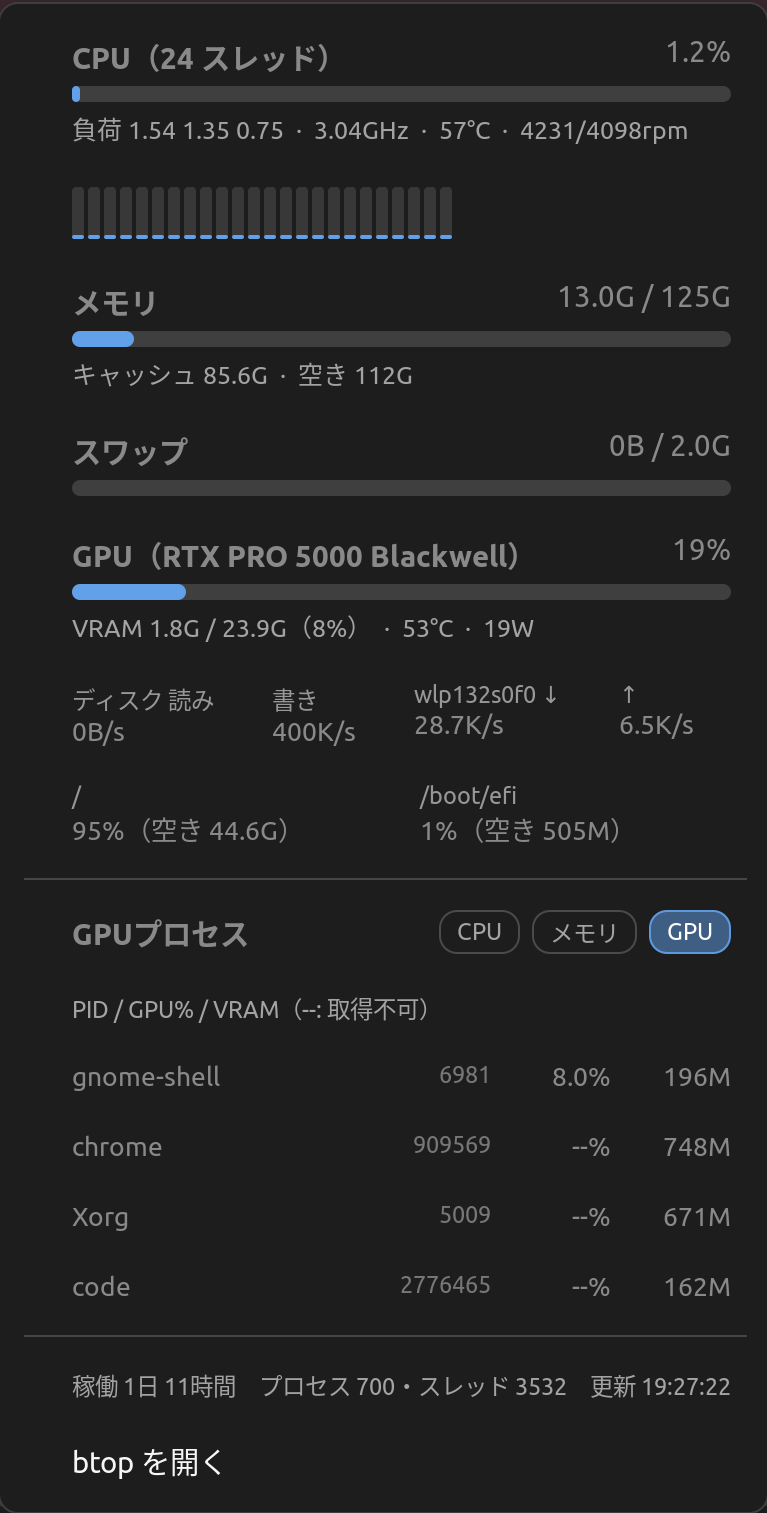 CPU（24 スレッド） 1.2%
負荷 1.54 1.35 0.75 · 3.04GHz · 57°C · 4231/4098rpm
メモリ 13.0G / 125G
キャッシュ 85.6G · 空き 112G
スワップ 0B / 2.0G
GPU（RTX PRO 5000 Blackwell） 19%
VRAM 1.8G / 23.9G（8%） · 53°C · 19W
ディスク 読み 書き wlp132s0f0 ↓ ↑
0B/s 400K/s 28.7K/s 6.5K/s
/ /boot/efi
95%（空き 44.6G） 1%（空き 505M）
GPUプロセス CPU メモリ GPU
PID / GPU% / VRAM（--: 取得不可）
gnome-shell 6981 8.0% 196M
chrome 909569 --% 748M
Xorg 5009 --% 671M
code 2776465 --% 162M
稼働 1日 11時間 プロセス 700・スレッド 3532 更新 19:27:22
btop を開く